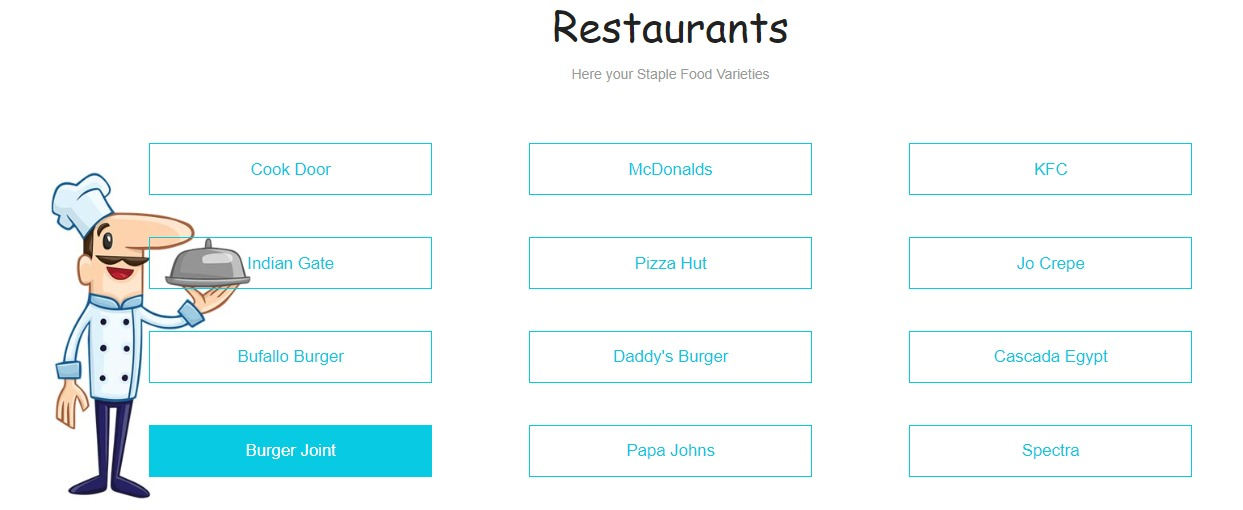 Restaurants
Here your Staple Food Varieties
Cook Door
McDonalds
KFC
Indian Gate
Pizza Hut
Jo Crepe
Bufallo Burger
Daddy's Burger
Cascada Egypt
Burger Joint
Papa Johns
Spectra